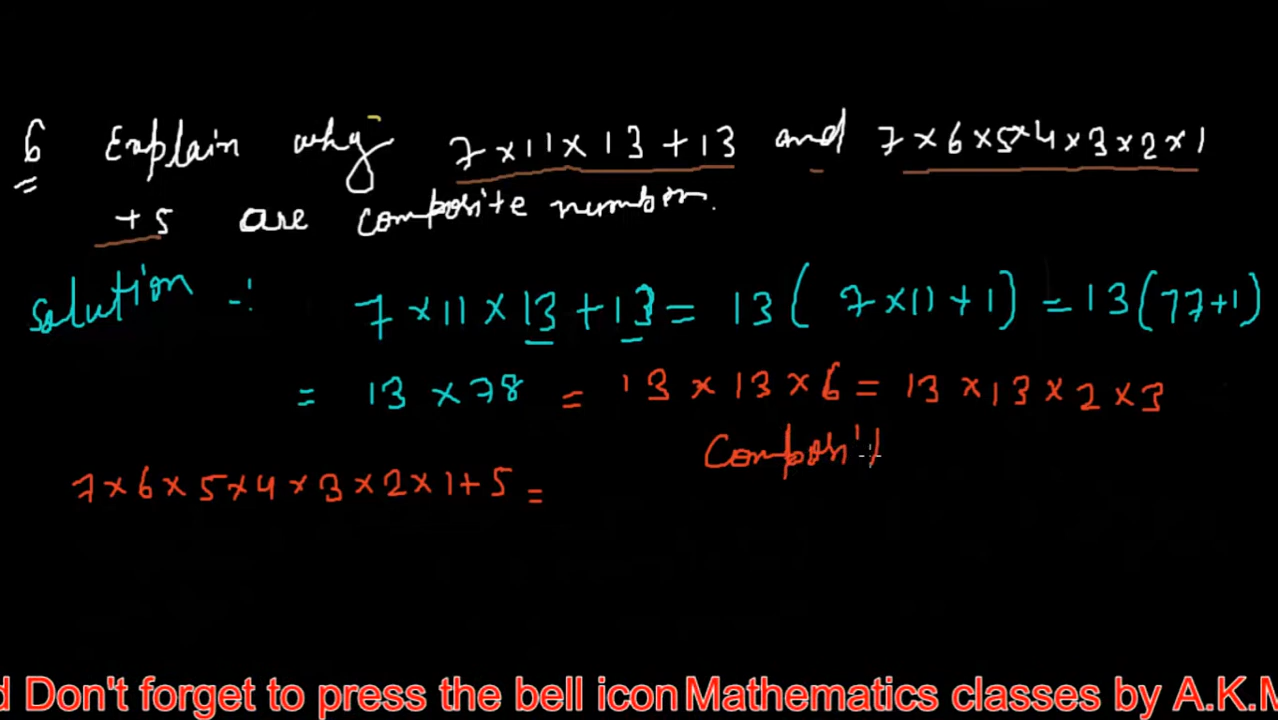 6 Explain why 7×11×13+13 and 7×6×5×4×3×2×1
+5 are composite number.
Solution -: 7×11×13+13 = 13(7×11+1) = 13(77+1)
= 13×78 = 13×13×6 = 13×13×2×3
Composit
7×6×5×4×3×2×1+5 =
d Don't forget to press the bell icon Mathematics classes by A.K.M